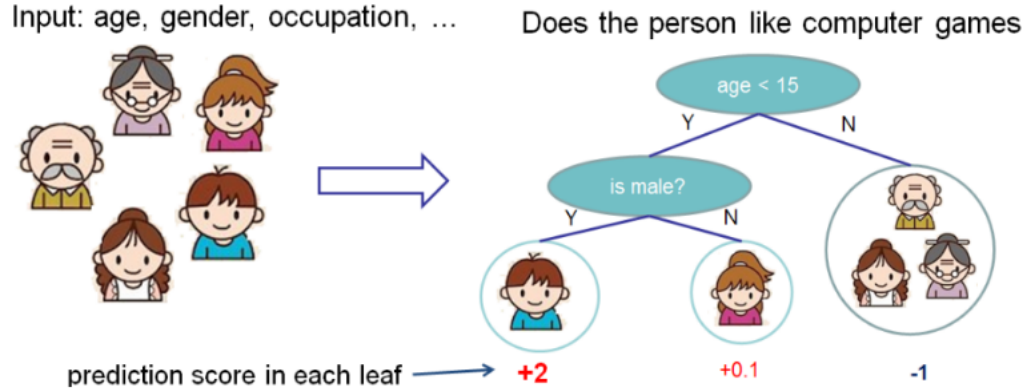 Input: age, gender, occupation, …
Does the person like computer games
age < 15
Y
N
is male?
Y
N
prediction score in each leaf
+2
+0.1
-1